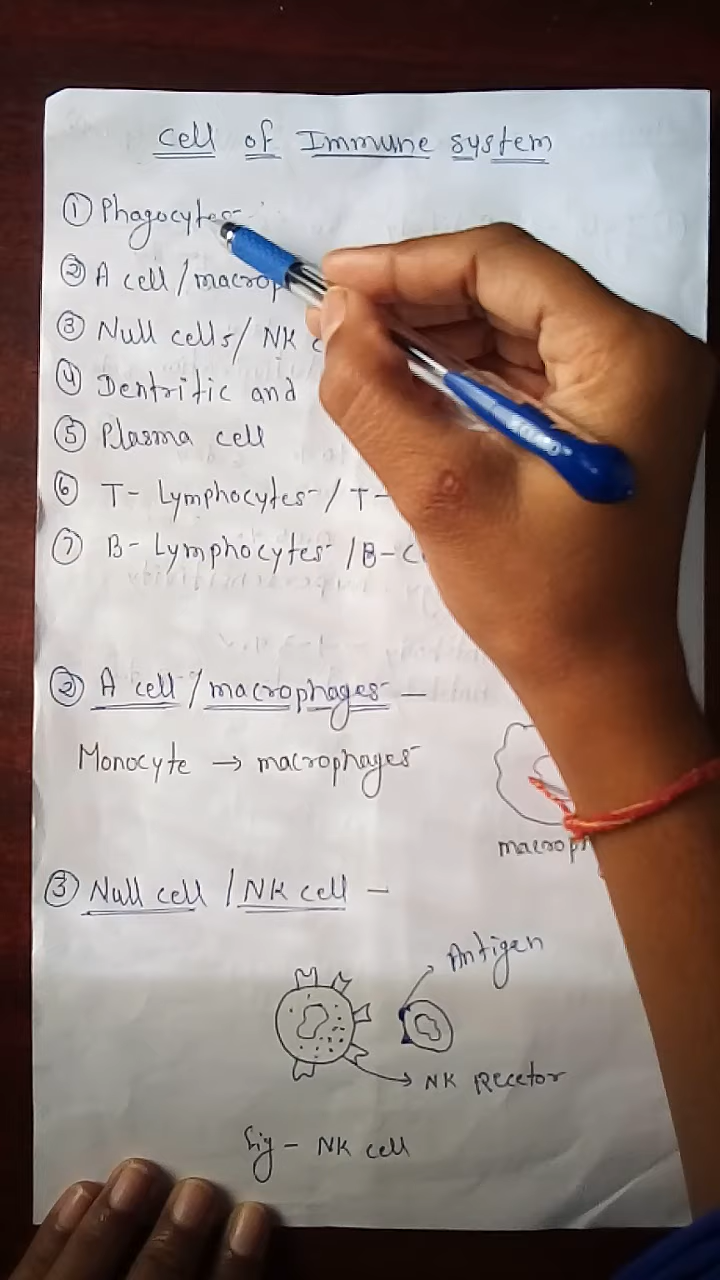 Cell of Immune system
① Phagocytes
② A cell / macrop
③ Null cells / NK
④ Dentritic and
⑤ Plasma cell
⑥ T- Lymphocytes / T-
⑦ B- Lymphocytes / B-C
② A cell / macrophages —
Monocyte → macrophages
macrop
③ Null cell / NK cell —
Antigen
NK Recetor
Fig - NK cell